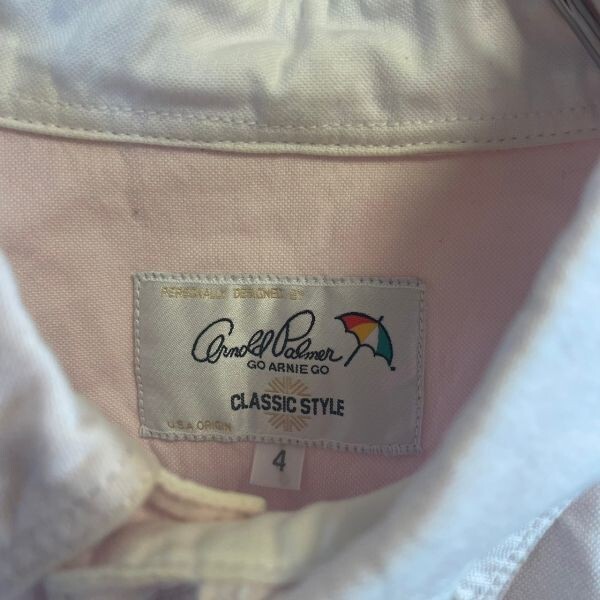 PERSONALLY DESIGNED BY
Arnold Palmer
GO ARNIE GO
CLASSIC STYLE
U.S.A ORIGIN
4